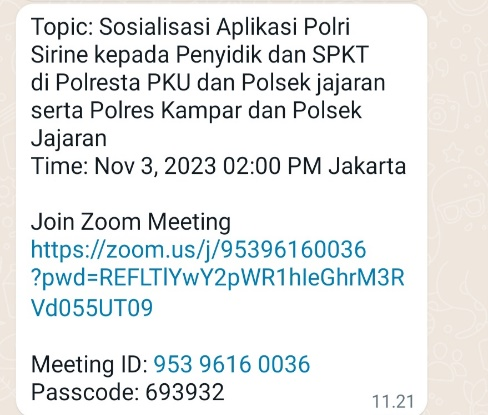 Topic: Sosialisasi Aplikasi Polri
Sirine kepada Penyidik dan SPKT
di Polresta PKU dan Polsek jajaran
serta Polres Kampar dan Polsek
Jajaran
Time: Nov 3, 2023 02:00 PM Jakarta

Join Zoom Meeting
https://zoom.us/j/95396160036
?pwd=REFLTlYwY2pWR1hIeGhrM3R
Vd055UT09

Meeting ID: 953 9616 0036
Passcode: 693932
11.21